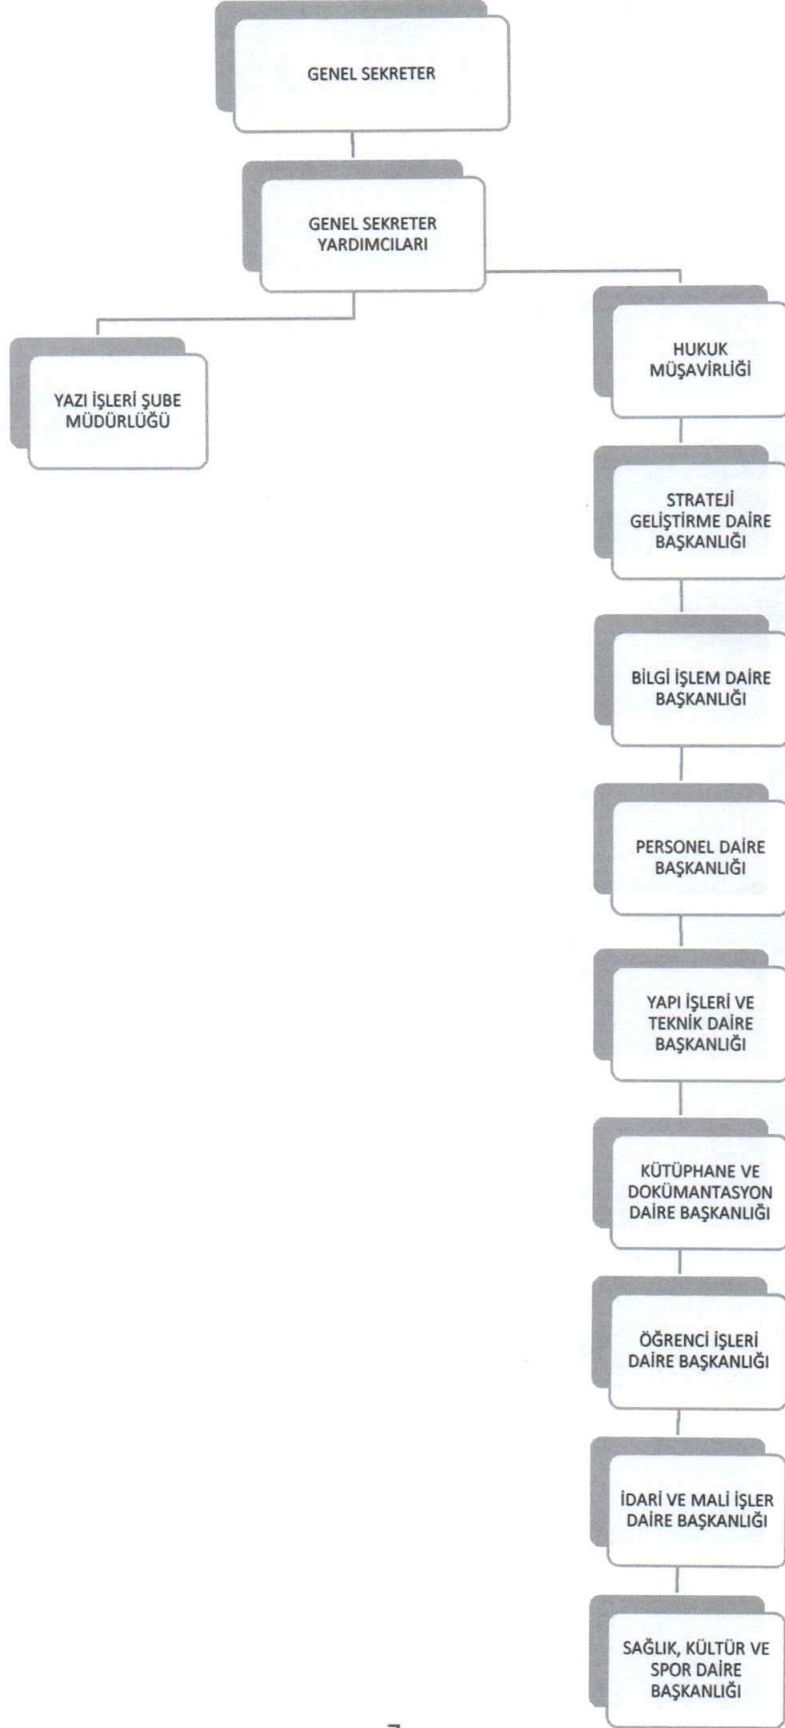 GENEL SEKRETER
GENEL SEKRETER
YARDIMCILARI
YAZI İŞLERİ ŞUBE
MÜDÜRLÜĞÜ
HUKUK
MÜŞAVİRLİĞİ
STRATEJİ
GELİŞTİRME DAİRE
BAŞKANLIĞI
BİLGİ İŞLEM DAİRE
BAŞKANLIĞI
PERSONEL DAİRE
BAŞKANLIĞI
YAPI İŞLERİ VE
TEKNİK DAİRE
BAŞKANLIĞI
KÜTÜPHANE VE
DOKÜMANTASYON
DAİRE BAŞKANLIĞI
ÖĞRENCİ İŞLERİ
DAİRE BAŞKANLIĞI
İDARİ VE MALİ İŞLER
DAİRE BAŞKANLIĞI
SAĞLIK, KÜLTÜR VE
SPOR DAİRE
BAŞKANLIĞI